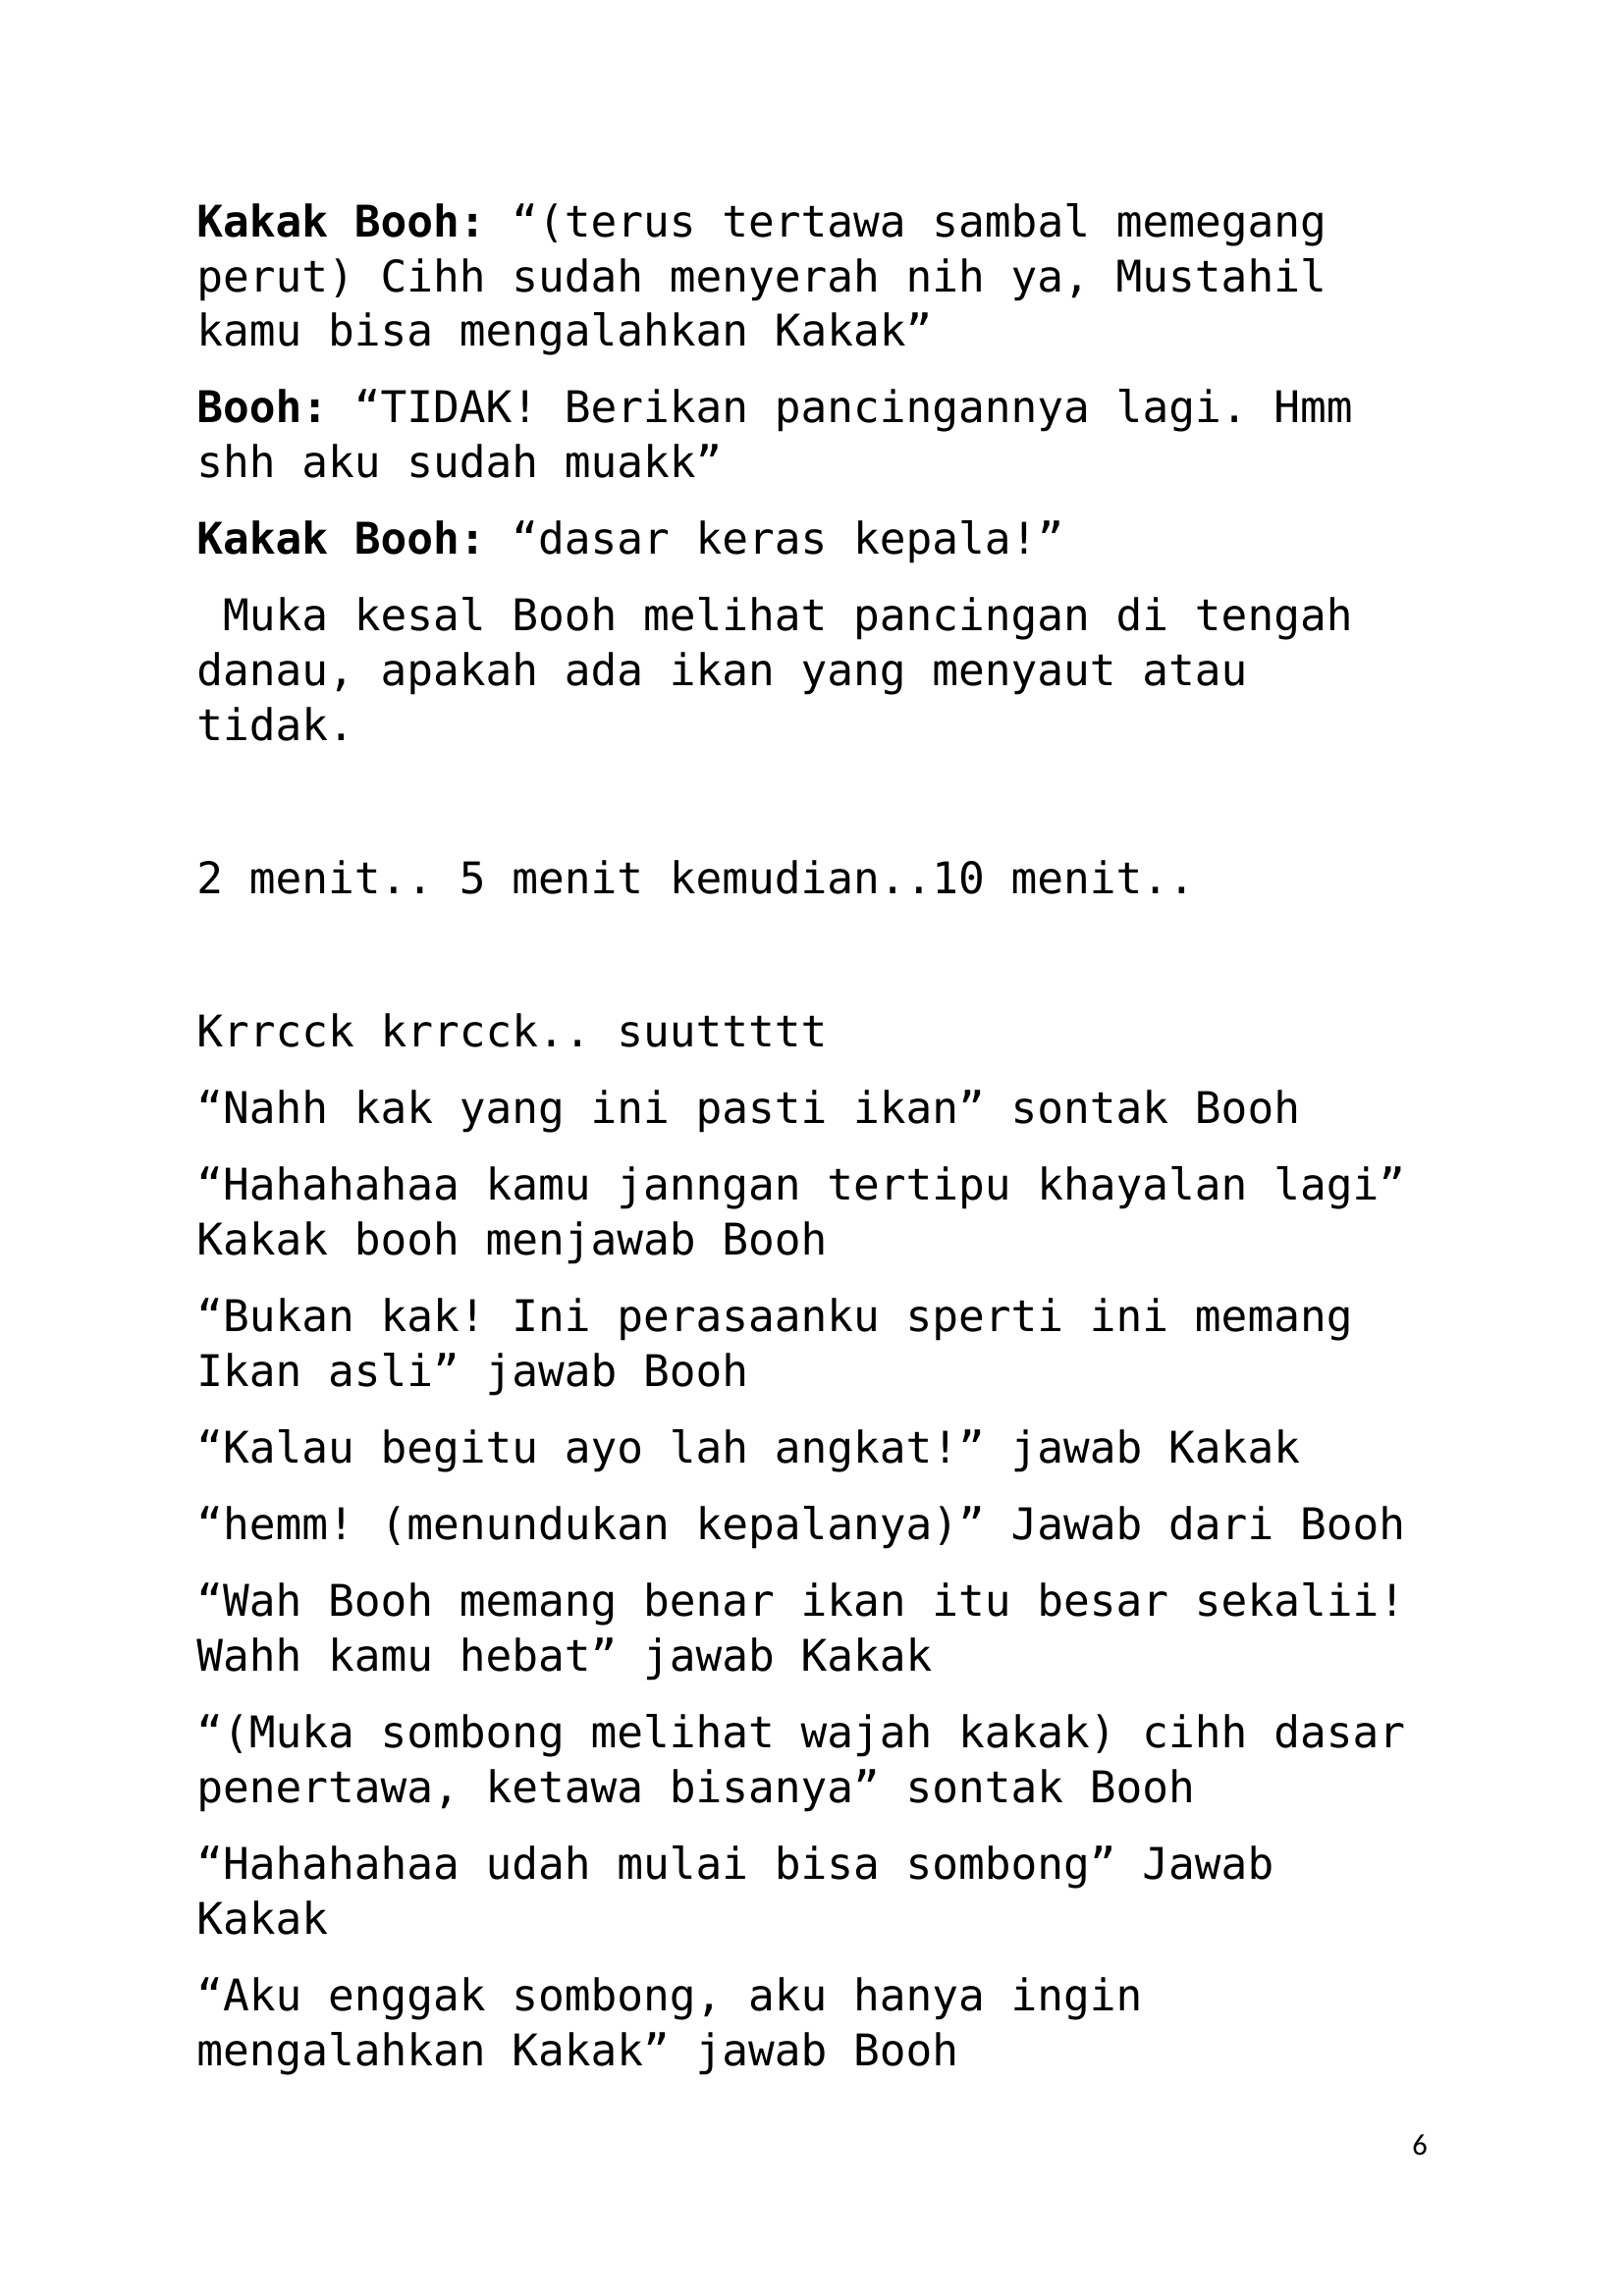 Kakak Booh: “(terus tertawa sambal memegang
perut) Cihh sudah menyerah nih ya, Mustahil
kamu bisa mengalahkan Kakak”
Booh: “TIDAK! Berikan pancingannya lagi. Hmm
shh aku sudah muakk”
Kakak Booh: “dasar keras kepala!”
Muka kesal Booh melihat pancingan di tengah
danau, apakah ada ikan yang menyaut atau
tidak.
2 menit.. 5 menit kemudian..10 menit..
Krrcck krrcck.. suuttttt
“Nahh kak yang ini pasti ikan” sontak Booh
“Hahahahaa kamu janngan tertipu khayalan lagi”
Kakak booh menjawab Booh
“Bukan kak! Ini perasaanku sperti ini memang
Ikan asli” jawab Booh
“Kalau begitu ayo lah angkat!” jawab Kakak
“hemm! (menundukan kepalanya)” Jawab dari Booh
“Wah Booh memang benar ikan itu besar sekalii!
Wahh kamu hebat” jawab Kakak
“(Muka sombong melihat wajah kakak) cihh dasar
penertawa, ketawa bisanya” sontak Booh
“Hahahahaa udah mulai bisa sombong” Jawab
Kakak
“Aku enggak sombong, aku hanya ingin
mengalahkan Kakak” jawab Booh
6